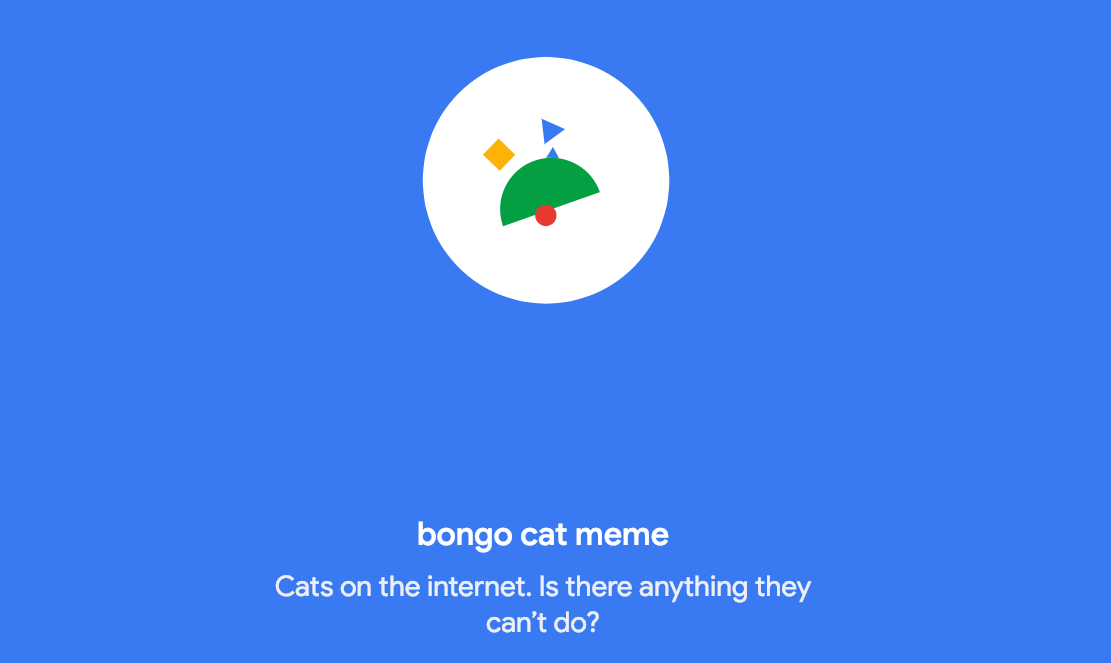 bongo cat meme
Cats on the internet. Is there anything they
can’t do?